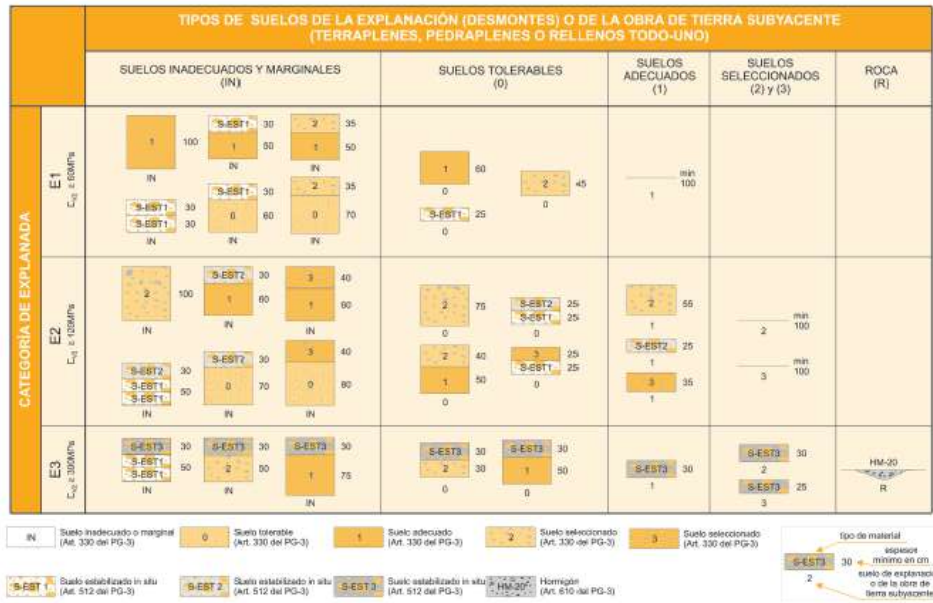 TIPOS DE SUELOS DE LA EXPLANACIÓN (DESMONTES) O DE LA OBRA DE TIERRA SUBYACENTE
(TERRAPLENES, PEDRAPLENES O RELLENOS TODO-UNO)
SUELOS INADECUADOS Y MARGINALES
(IN)
SUELOS TOLERABLES
(0)
SUELOS
ADECUADOS
(1)
SUELOS
SELECCIONADOS
(2) y (3)
ROCA
(R)
CATEGORÍA DE EXPLANADA
E1
≥ 60MPa
1 100
IN
S-EST1 30
1 50
IN
2 35
1 50
IN
S-EST1 30
S-EST1 30
IN
S-EST1 30
0 60
IN
2 35
0 70
IN
1 60
0
S-EST1 25
0
2 45
0
min
100
1
E2
≥ 120MPa
2 100
IN
S-EST2 30
1 60
IN
3 40
1 60
IN
S-EST2 30
S-EST1 50
S-EST1
IN
S-EST2 30
0 70
IN
3 40
0 80
IN
2 75
0
S-EST2 25
S-EST1 25
0
2 40
1 50
0
3 25
S-EST1 25
0
2 55
1
S-EST2 25
1
3 35
1
min
100
2
min
100
3
E3
≥ 300MPa
S-EST3 30
S-EST1 50
S-EST1
IN
S-EST3 30
2 50
IN
S-EST3 30
1 75
IN
S-EST3 30
2 30
0
S-EST3 30
1 50
0
S-EST3 30
1
S-EST3 30
2
S-EST3 25
3
HM-20
R
IN Suelo inadecuado o marginal
(Art. 330 del PG-3)
0 Suelo tolerable
(Art. 330 del PG-3)
1 Suelo adecuado
(Art. 330 del PG-3)
2 Suelo seleccionado
(Art. 330 del PG-3)
3 Suelo seleccionado
(Art. 330 del PG-3)
S-EST 1 Suelo estabilizado in situ
(Art. 512 del PG-3)
S-EST 2 Suelo estabilizado in situ
(Art. 512 del PG-3)
S-EST 3 Suelo estabilizado in situ
(Art. 512 del PG-3)
HM-20 Hormigón
(Art. 610 del PG-3)
tipo de material
espesor
mínimo en cm
S-EST3 30
2
suelo de explanación
o de la obra de
tierra subyacente